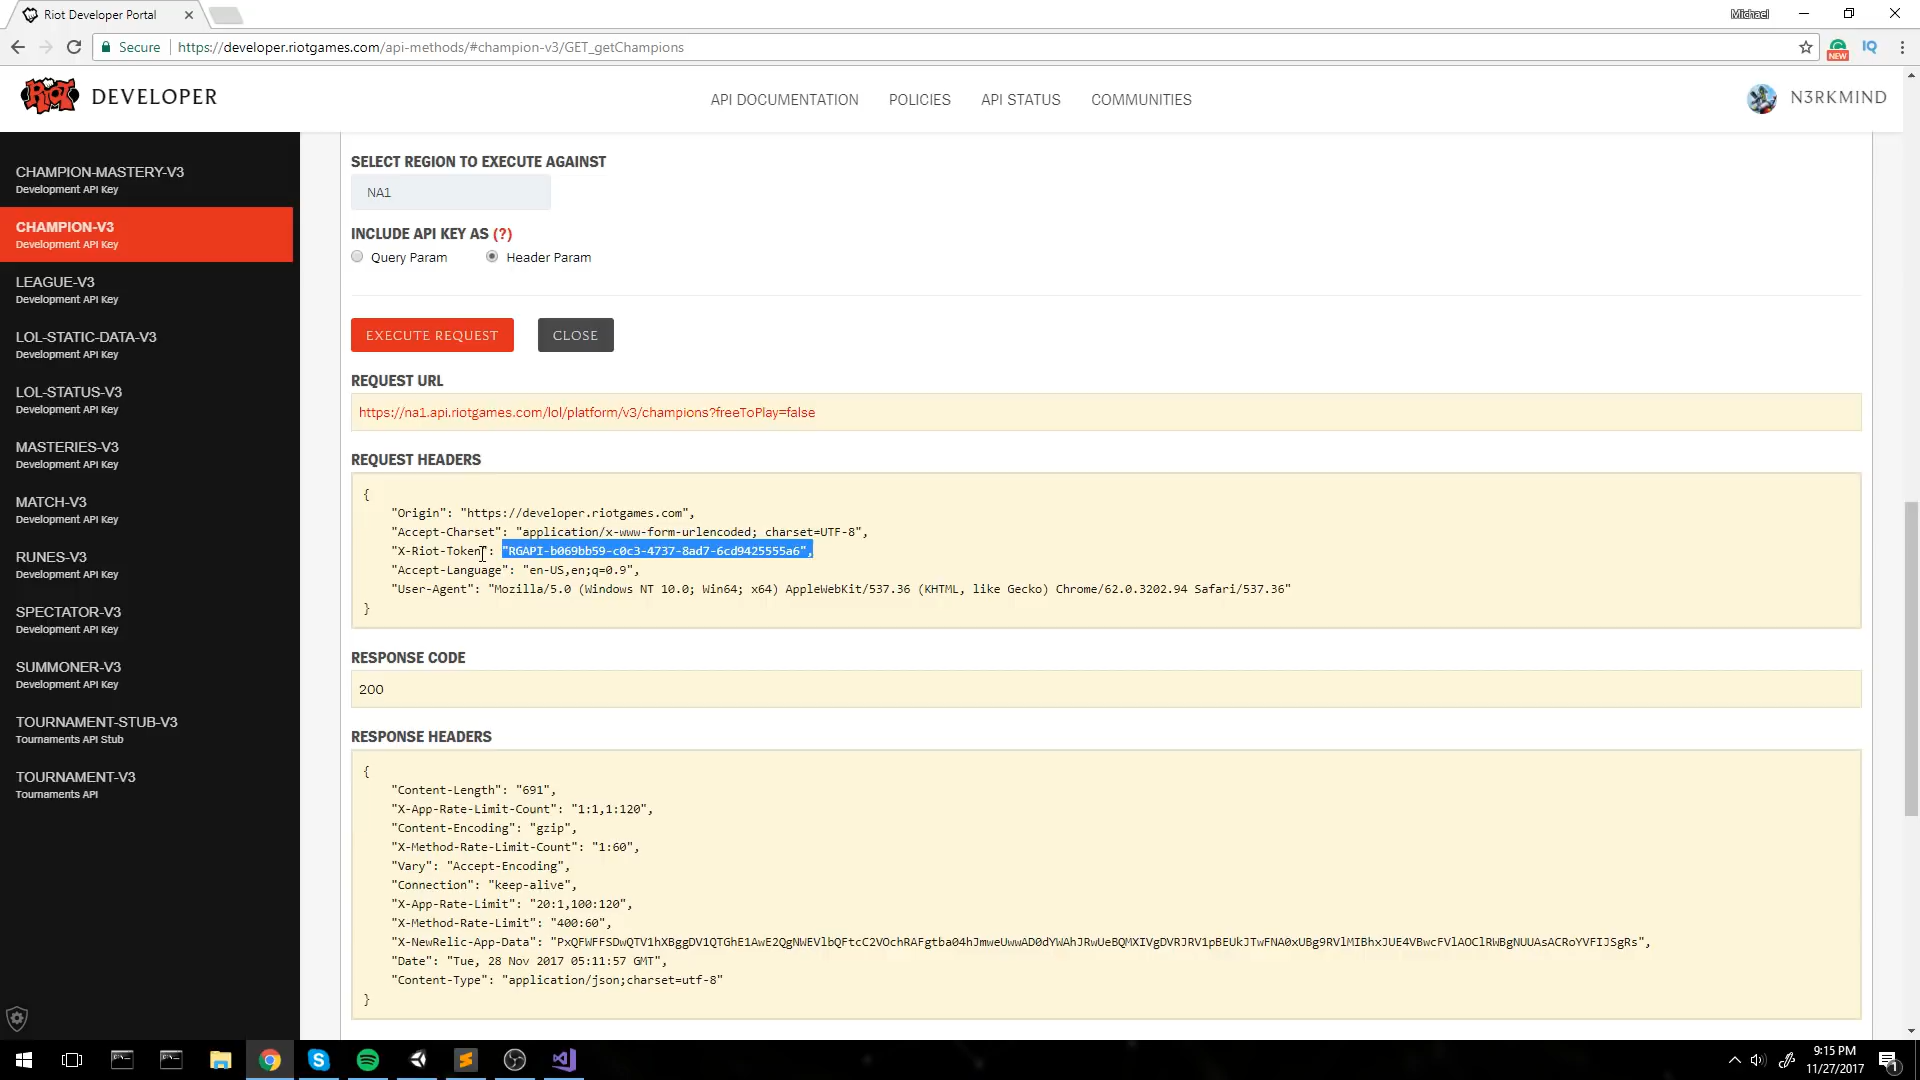 Riot Developer Portal
Michael
Secure
https://developer.riotgames.com/api-methods/#champion-v3/GET_getChampions
NEW
IQ
RIOT
DEVELOPER
API DOCUMENTATION
POLICIES
API STATUS
COMMUNITIES
N3RKMIND
CHAMPION-MASTERY-V3
Development API Key
CHAMPION-V3
Development API Key
LEAGUE-V3
Development API Key
LOL-STATIC-DATA-V3
Development API Key
LOL-STATUS-V3
Development API Key
MASTERIES-V3
Development API Key
MATCH-V3
Development API Key
RUNES-V3
Development API Key
SPECTATOR-V3
Development API Key
SUMMONER-V3
Development API Key
TOURNAMENT-STUB-V3
Tournaments API Stub
TOURNAMENT-V3
Tournaments API
SELECT REGION TO EXECUTE AGAINST
NA1
INCLUDE API KEY AS (?)
Query Param
Header Param
EXECUTE REQUEST
CLOSE
REQUEST URL
https://na1.api.riotgames.com/lol/platform/v3/champions?freeToPlay=false
REQUEST HEADERS
{
"Origin": "https://developer.riotgames.com",
"Accept-Charset": "application/x-www-form-urlencoded; charset=UTF-8",
"X-Riot-Token": "RGAPI-b069bb59-c0c3-4737-8ad7-6cd9425555a6",
"Accept-Language": "en-US,en;q=0.9",
"User-Agent": "Mozilla/5.0 (Windows NT 10.0; Win64; x64) AppleWebKit/537.36 (KHTML, like Gecko) Chrome/62.0.3202.94 Safari/537.36"
}
RESPONSE CODE
200
RESPONSE HEADERS
{
"Content-Length": "691",
"X-App-Rate-Limit-Count": "1:1,1:120",
"Content-Encoding": "gzip",
"X-Method-Rate-Limit-Count": "1:60",
"Vary": "Accept-Encoding",
"Connection": "keep-alive",
"X-App-Rate-Limit": "20:1,100:120",
"X-Method-Rate-Limit": "400:60",
"X-NewRelic-App-Data":
"Date": "Tue, 28 Nov 2017 05:11:57 GMT",
"Content-Type": "application/json;charset=utf-8"
}
9:15 PM
11/27/2017
1